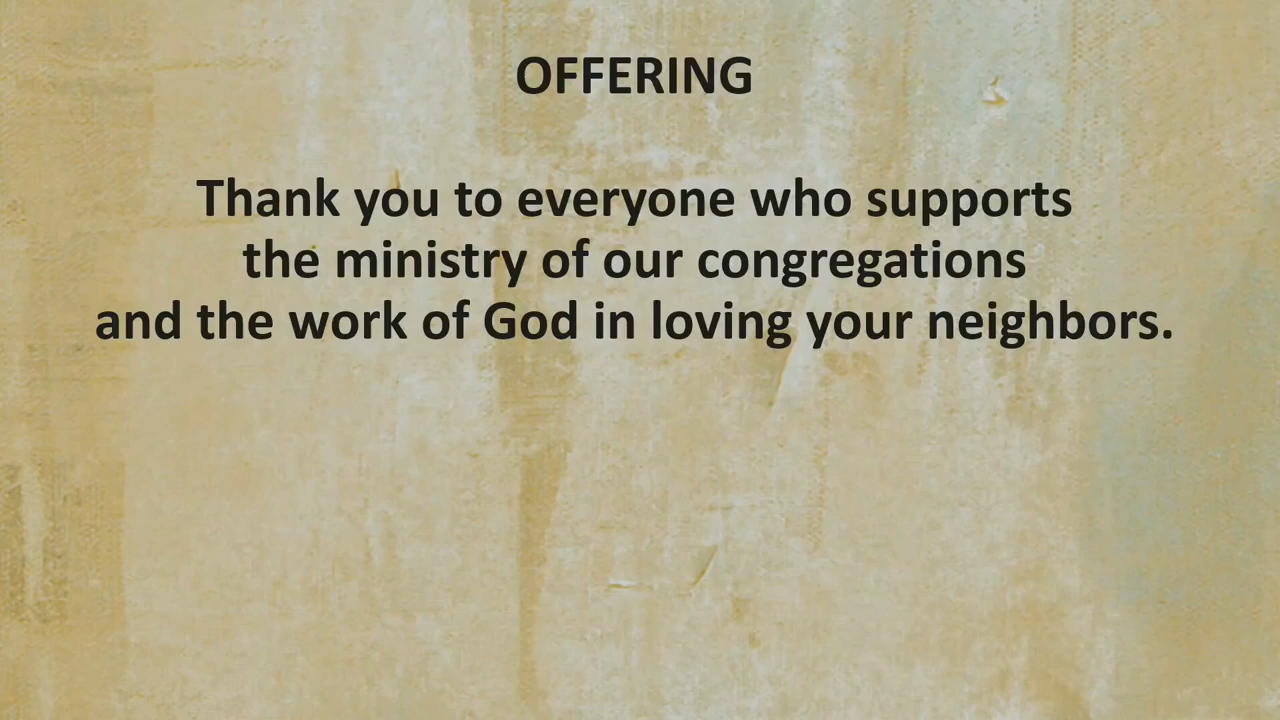 OFFERING
Thank you to everyone who supports
the ministry of our congregations
and the work of God in loving your neighbors.